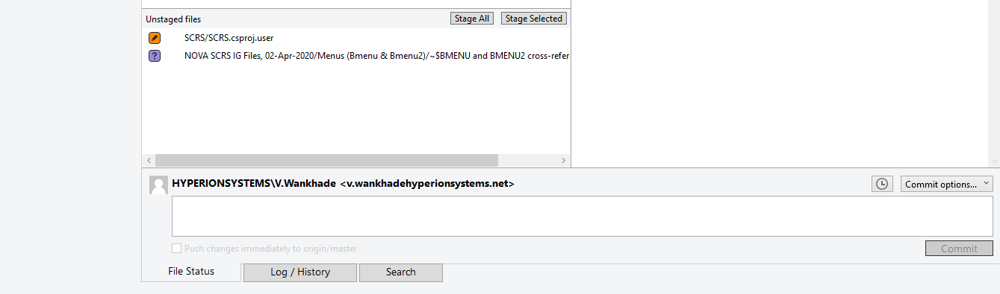 Unstaged files
Stage All
Stage Selected
SCRS/SCRS.csproj.user
?
NOVA SCRS IG Files, 02-Apr-2020/Menus (Bmenu & Bmenu2)/~$BMENU and BMENU2 cross-refer
HYPERIONSYSTEMS\V.Wankhade <v.wankhadehyperionsystems.net>
Commit options...
Push changes immediately to origin/master
Commit
File Status
Log / History
Search